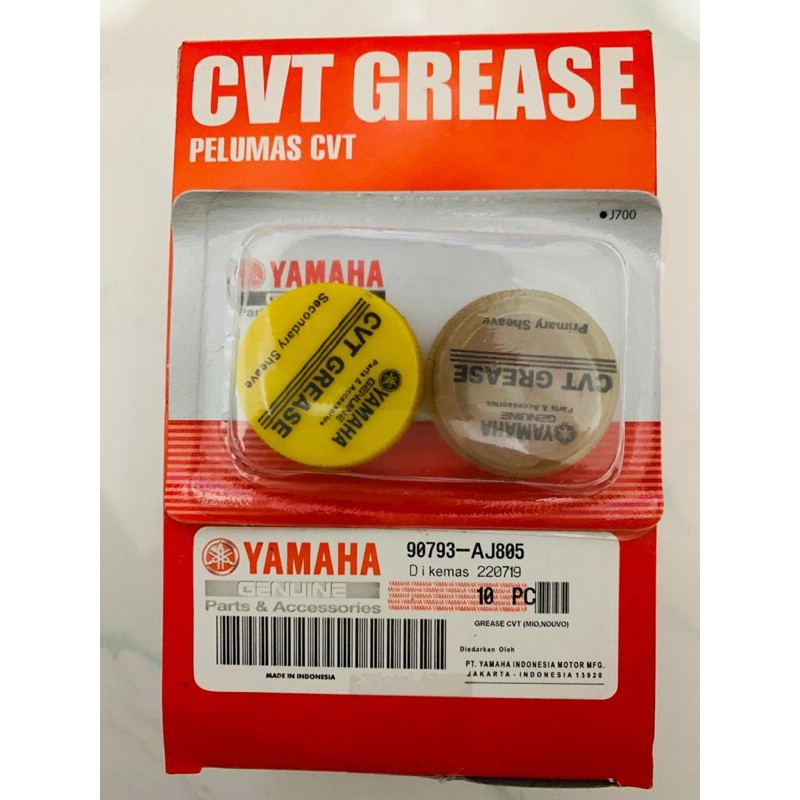 CVT GREASE
PELUMAS CVT
J700
YAMAHA
Secondary Sheave
CVT GREASE
Parts & Accessories
GENUINE
YAMAHA
Primary Sheave
CVT GREASE
Parts & Accessories
GENUINE
YAMAHA
YAMAHA
GENUINE
Parts & Accessories
90793-AJ805
Dikemas 220719
10 PC
GREASE CVT (MIO,NOUVO)
Diedarkan Oleh
PT. YAMAHA INDONESIA MOTOR MFG.
JAKARTA - INDONESIA 13920
MADE IN INDONESIA